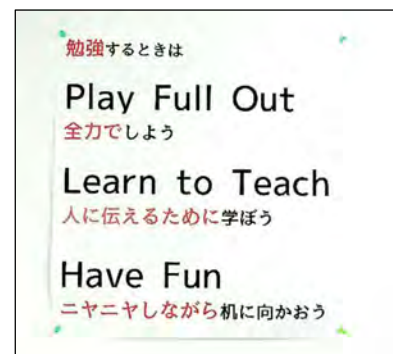 勉強するときは
Play Full Out
全力でしよう
Learn to Teach
人に伝えるために学ぼう
Have Fun
ニヤニヤしながら机に向かおう